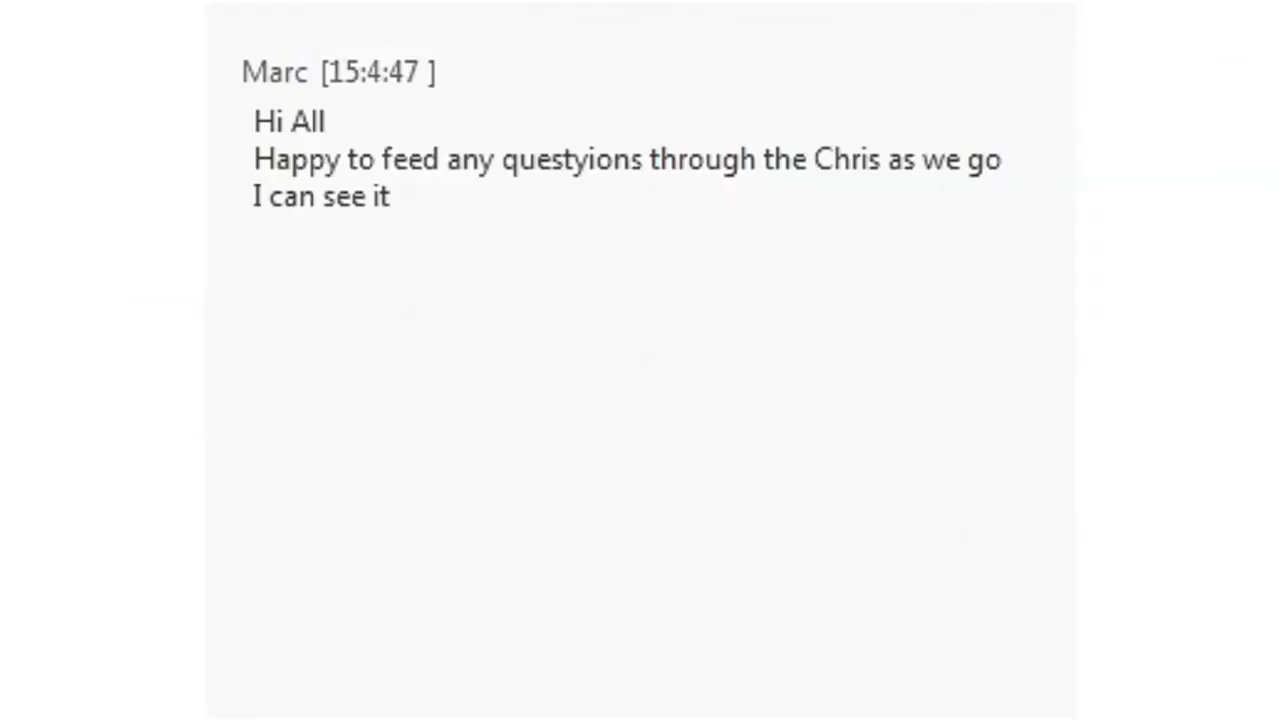 Marc [15:4:47 ]
Hi All
Happy to feed any questyions through the Chris as we go
I can see it